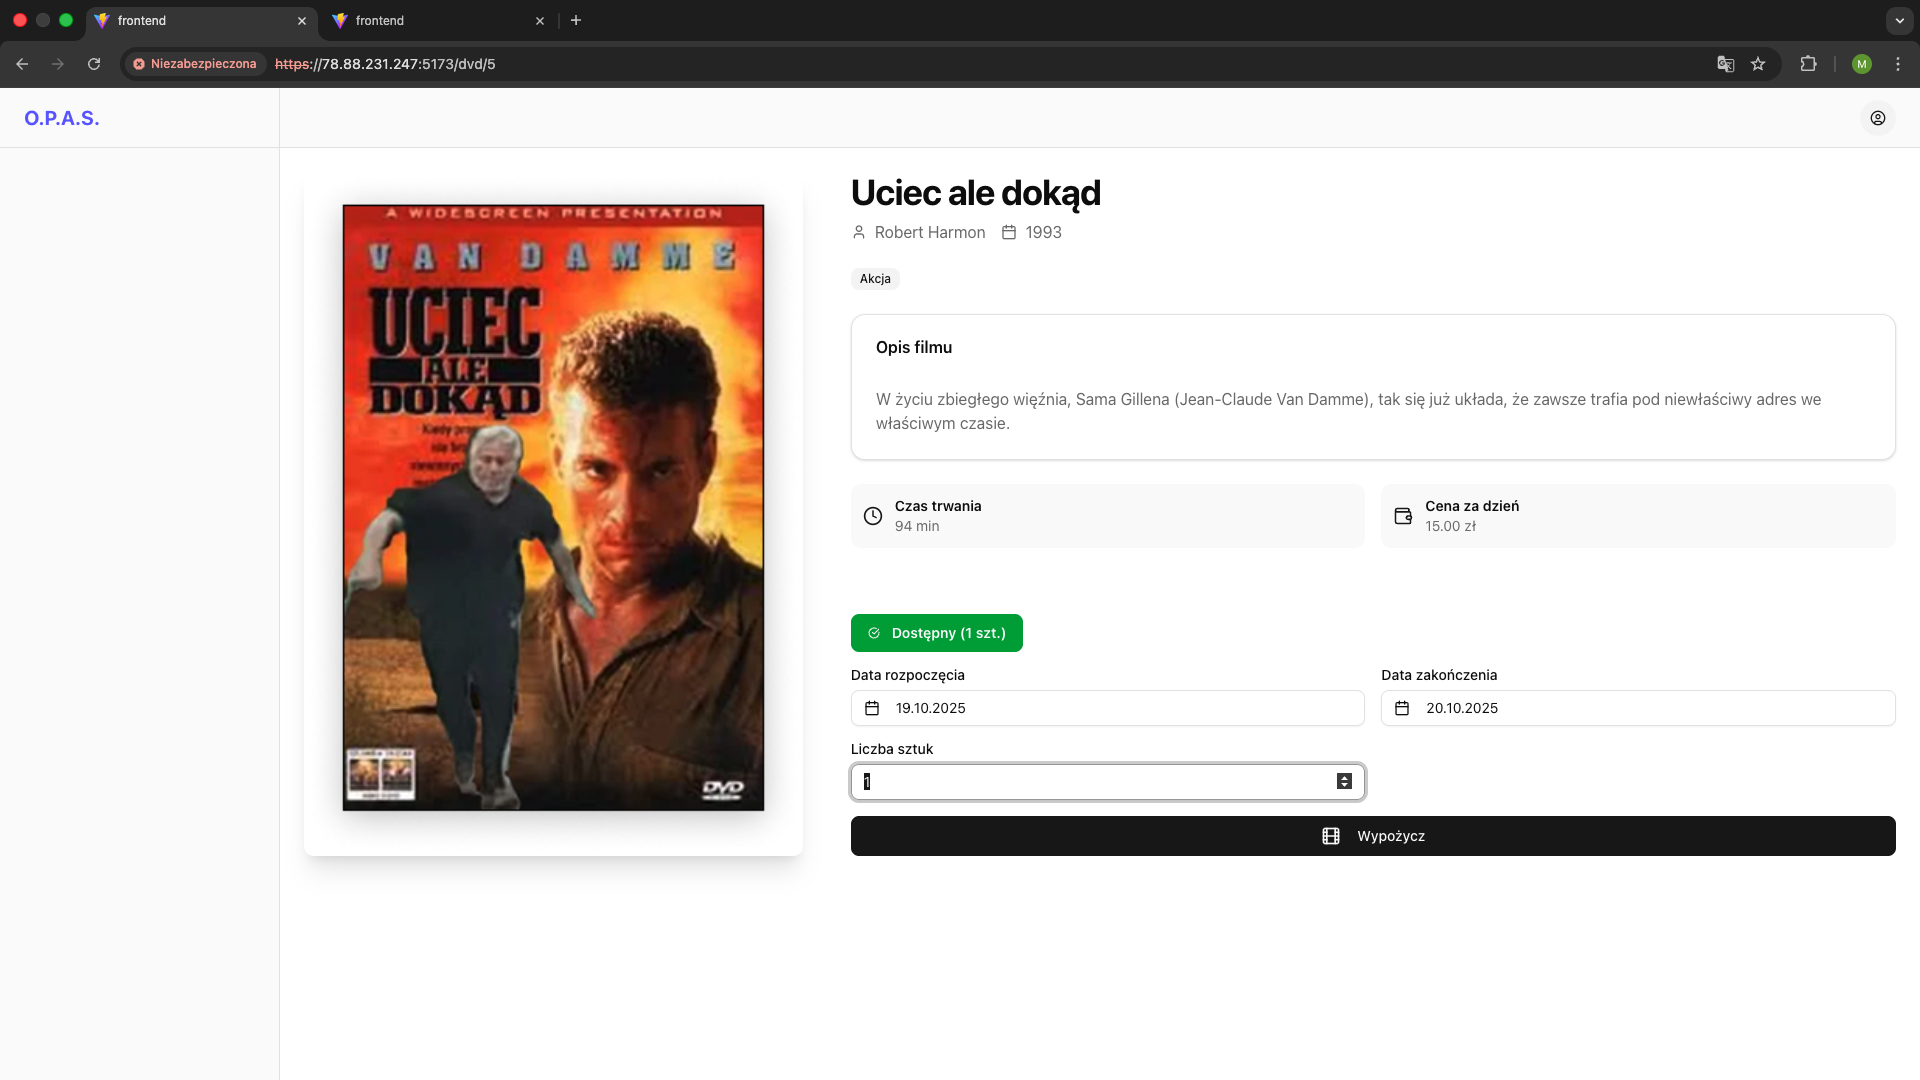 frontend
frontend
Niezabezpieczona
https://78.88.231.247:5173/dvd/5
M
O.P.A.S.
A WIDESCREEN PRESENTATION
VAN DAMME
UCIEC
ALE
DOKĄD
DVD
Uciec ale dokąd
Robert Harmon 1993
Akcja
Opis filmu
W życiu zbiegłego więźnia, Sama Gillena (Jean-Claude Van Damme), tak się już układa, że zawsze trafia pod niewłaściwy adres we
właściwym czasie.
Czas trwania
94 min
Cena za dzień
15.00 zł
Dostępny (1 szt.)
Data rozpoczęcia
19.10.2025
Data zakończenia
20.10.2025
Liczba sztuk
1
Wypożycz